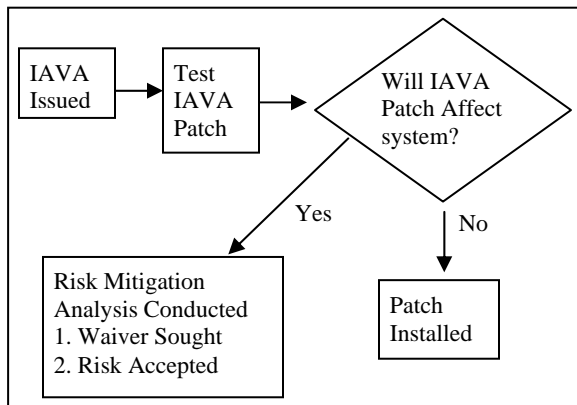 IAVA
Issued
Test
IAVA
Patch
Will IAVA
Patch Affect
system?
Yes
No
Risk Mitigation
Analysis Conducted
1. Waiver Sought
2. Risk Accepted
Patch
Installed